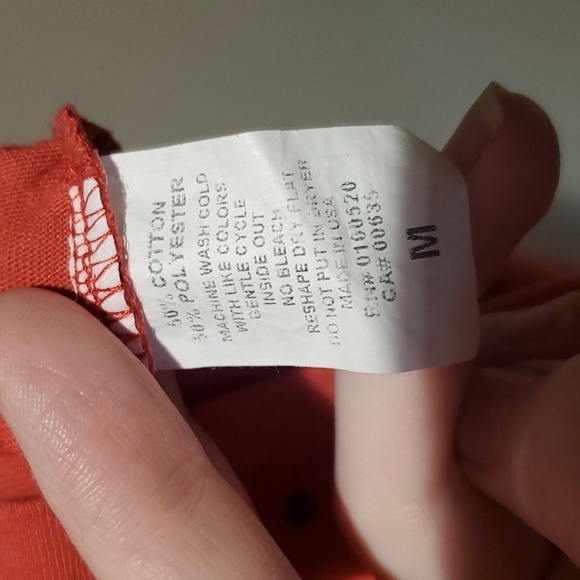 50% COTTON
50% POLYESTER
MACHINE WASH COLD
WITH LIKE COLORS
GENTLE CYCLE
INSIDE OUT
NO BLEACH
RESHAPE DRY FLAT
DO NOT PUT IN DRYER
MADE IN USA
RN# 0100520
CA# 00635
M